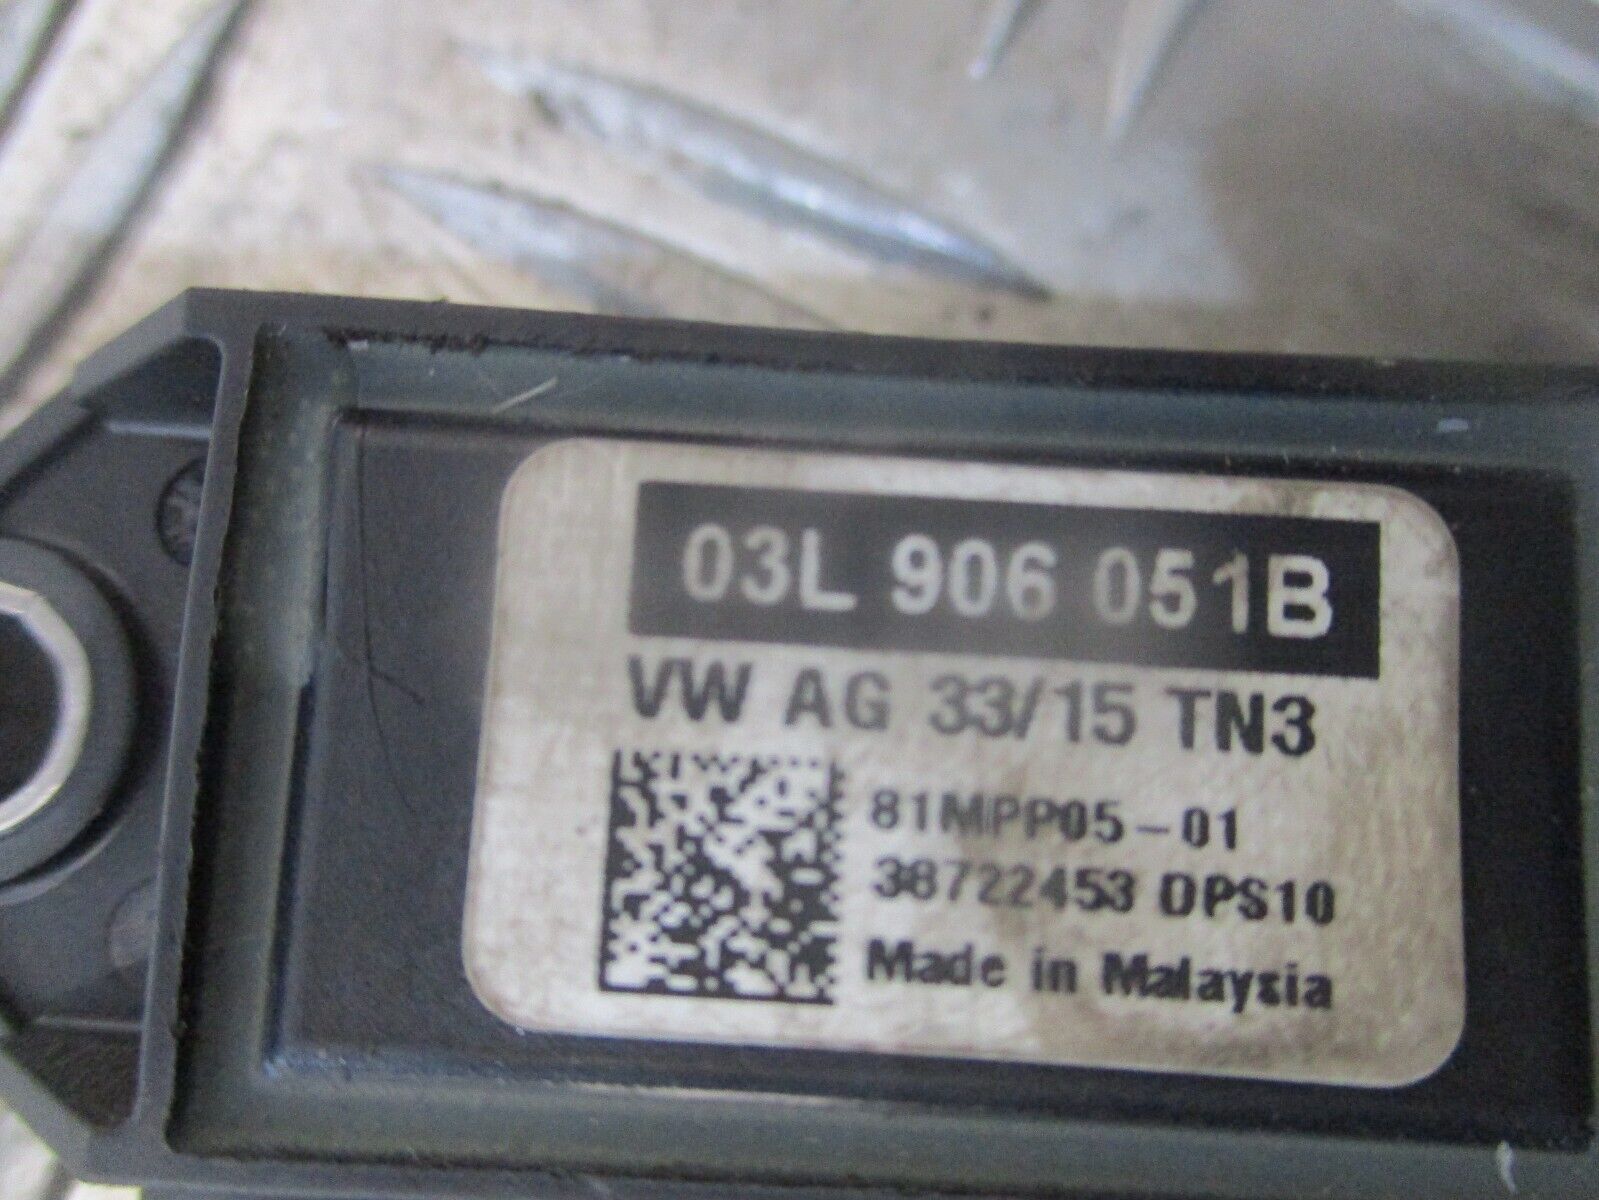 03L 906 051B
VW AG 33/15 TN3
81MPP05-01
38722453 DPS10
Made in Malaysia